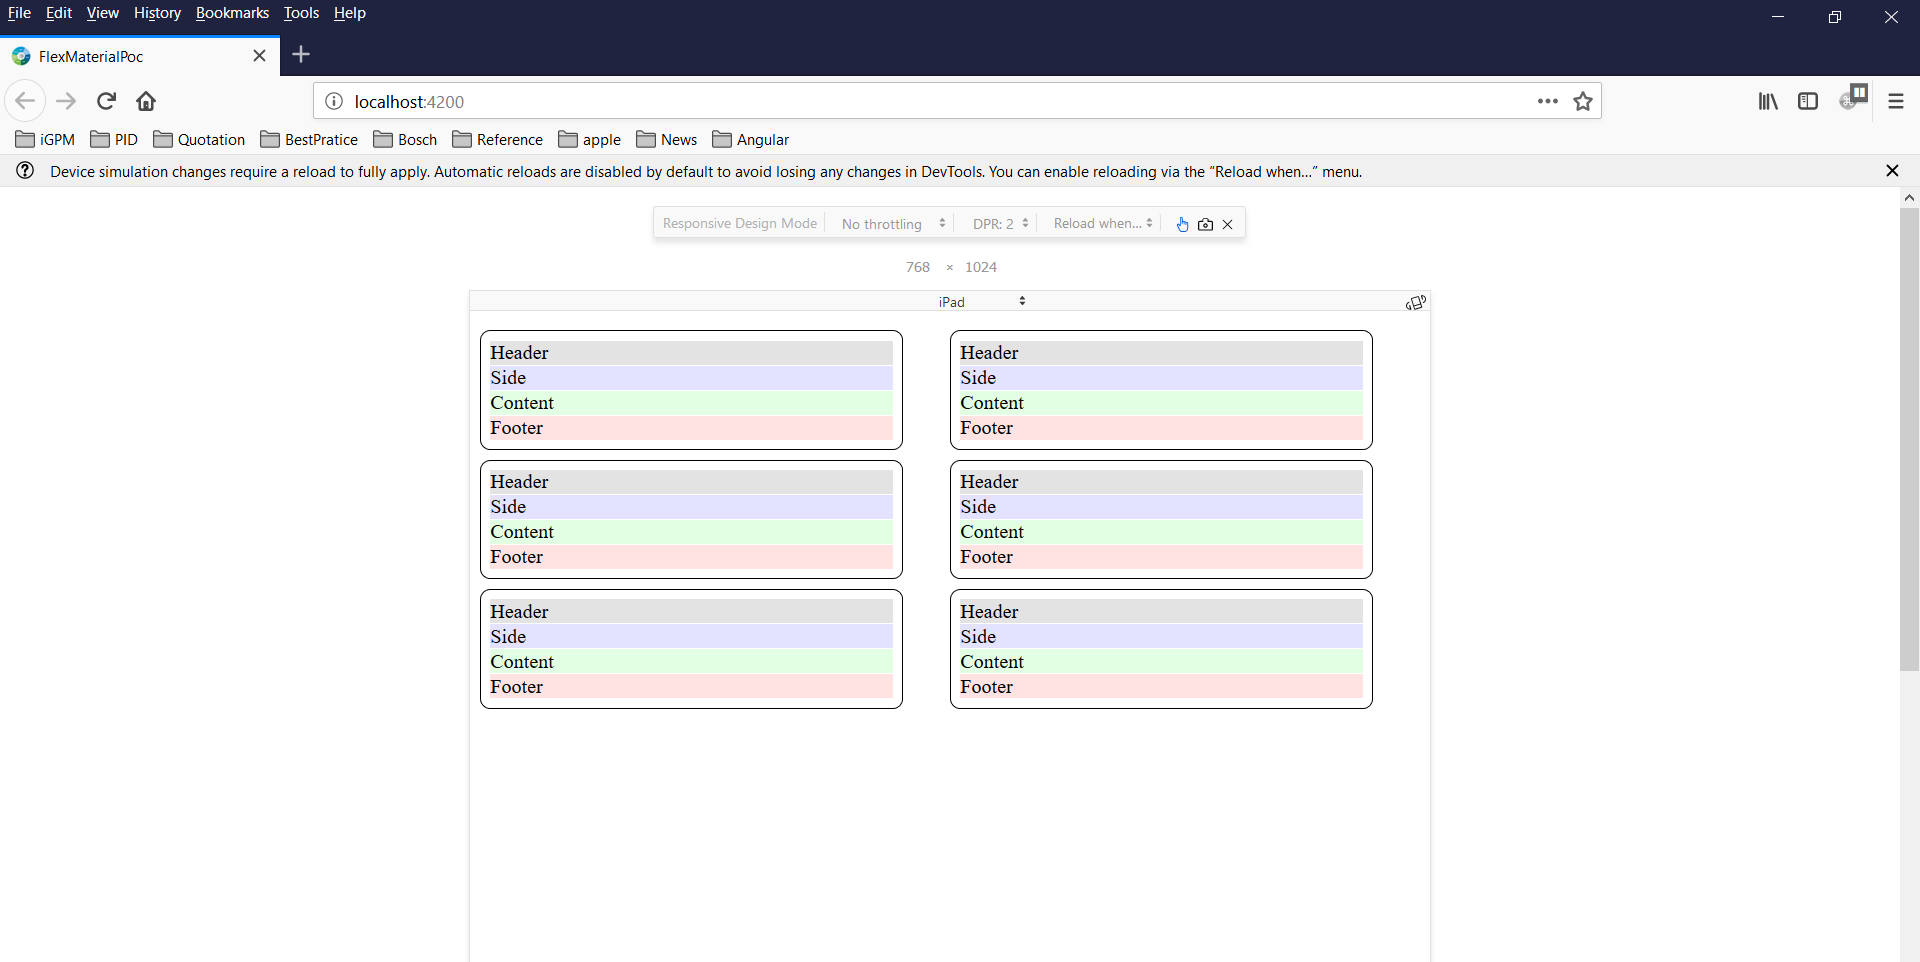 File Edit View History Bookmarks Tools Help
FlexMaterialPoc
localhost:4200
iGPM PID Quotation BestPratice Bosch Reference apple News Angular
Device simulation changes require a reload to fully apply. Automatic reloads are disabled by default to avoid losing any changes in DevTools. You can enable reloading via the “Reload when...” menu.
Responsive Design Mode No throttling DPR: 2 Reload when...
768 × 1024
iPad
Header Header
Side Side
Content Content
Footer Footer
Header Header
Side Side
Content Content
Footer Footer
Header Header
Side Side
Content Content
Footer Footer